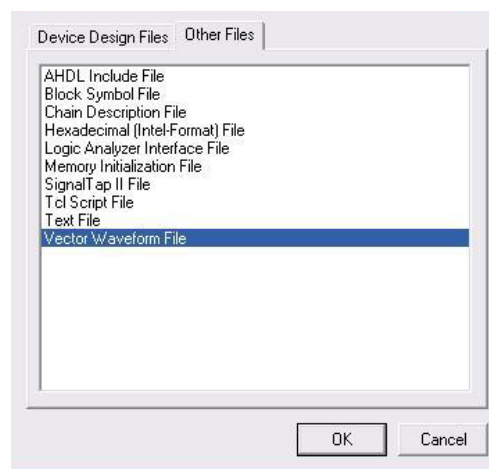 Device Design Files Other Files
AHDL Include File
Block Symbol File
Chain Description File
Hexadecimal (Intel-Format) File
Logic Analyzer Interface File
Memory Initialization File
SignalTap II File
Tcl Script File
Text File
Vector Waveform File
OK Cancel